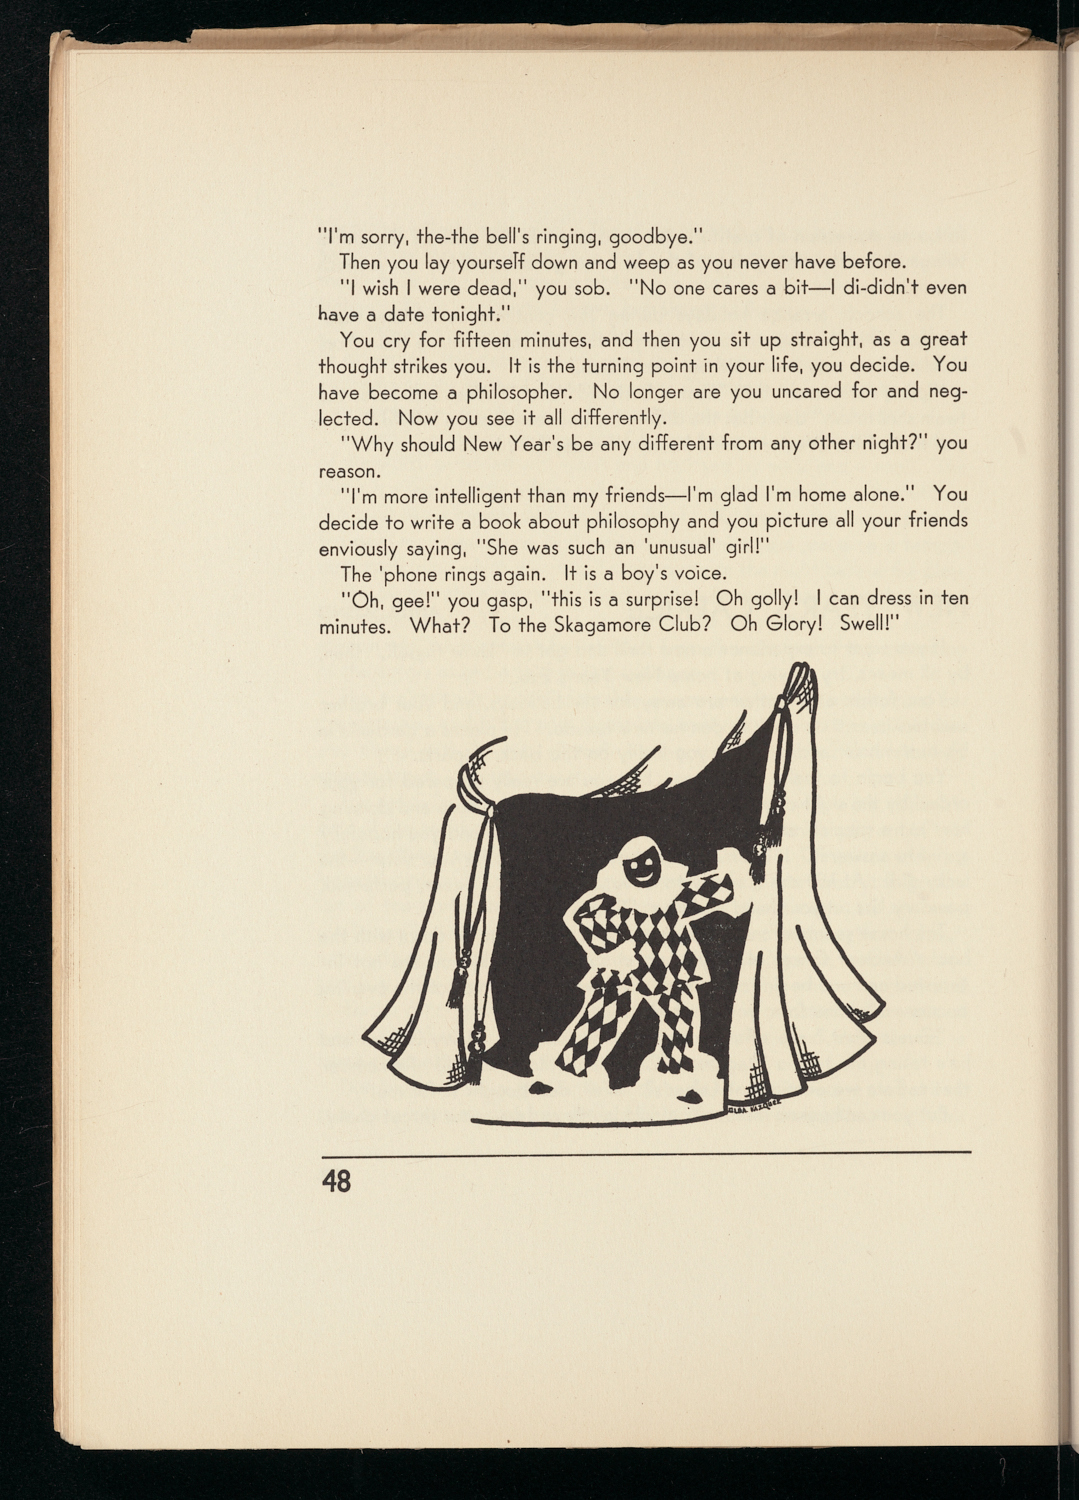 "I'm sorry, the-the bell's ringing, goodbye."
Then you lay yourself down and weep as you never have before.
"I wish I were dead," you sob. "No one cares a bit—I di-didn't even
have a date tonight."
You cry for fifteen minutes, and then you sit up straight, as a great
thought strikes you. It is the turning point in your life, you decide. You
have become a philosopher. No longer are you uncared for and neg-
lected. Now you see it all differently.
"Why should New Year's be any different from any other night?" you
reason.
"I'm more intelligent than my friends—I'm glad I'm home alone." You
decide to write a book about philosophy and you picture all your friends
enviously saying, "She was such an 'unusual' girl!"
The 'phone rings again. It is a boy's voice.
"Oh, gee!" you gasp, "this is a surprise! Oh golly! I can dress in ten
minutes. What? To the Skagamore Club? Oh Glory! Swell!"
48